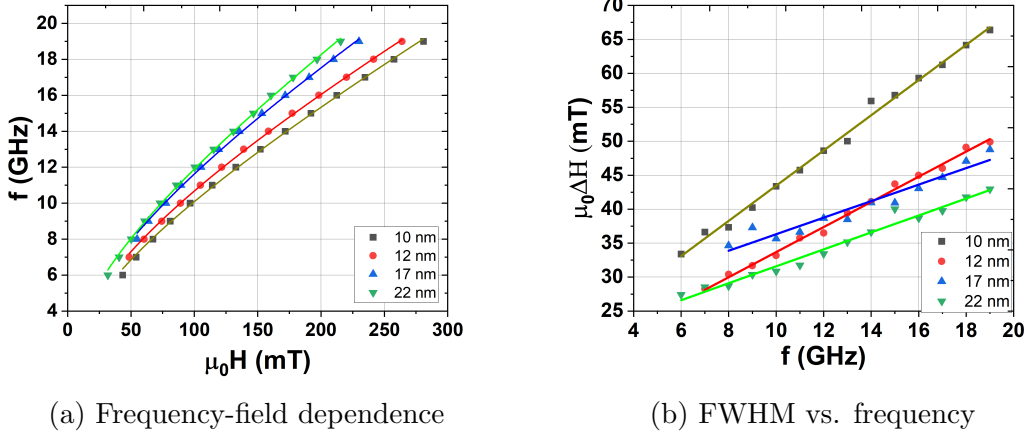 20
18
16
14
12
10
8
6
4
f (GHz)
0 50 100 150 200 250 300
μ₀H (mT)
10 nm
12 nm
17 nm
22 nm
(a) Frequency-field dependence
70
65
60
55
50
45
40
35
30
25
μ₀ΔH (mT)
4 6 8 10 12 14 16 18 20
f (GHz)
10 nm
12 nm
17 nm
22 nm
(b) FWHM vs. frequency